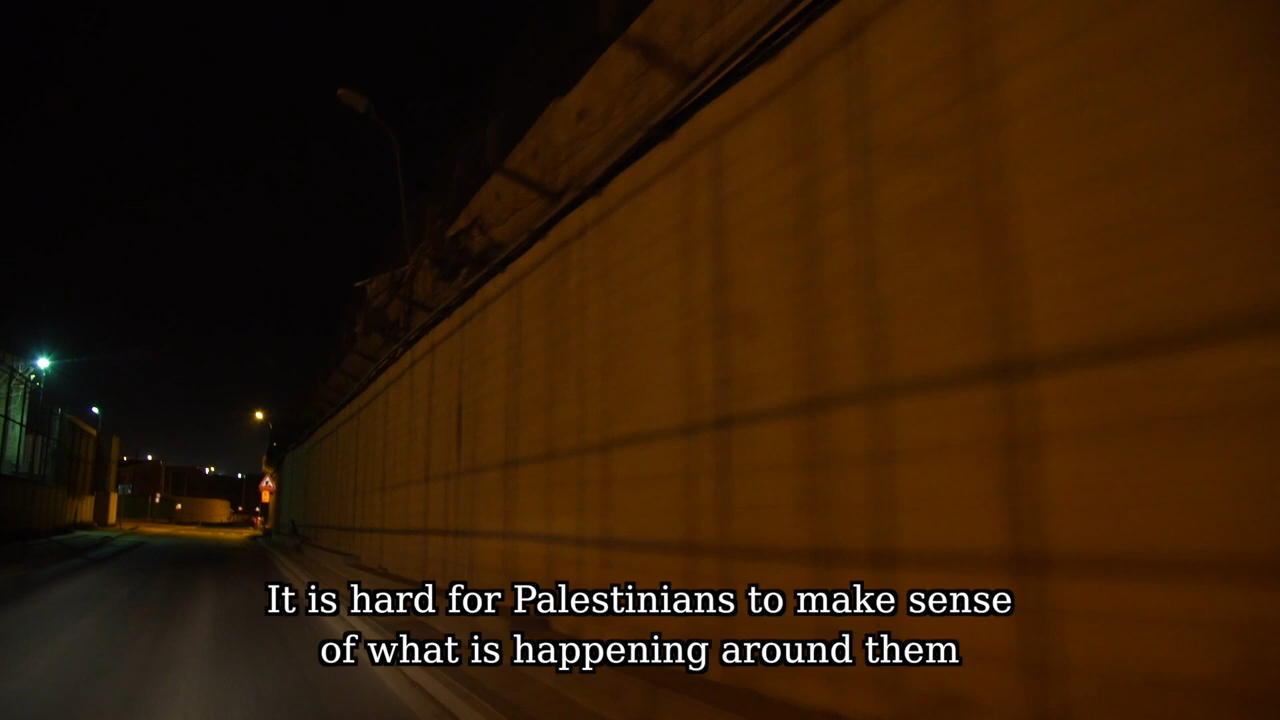 It is hard for Palestinians to make sense
of what is happening around them